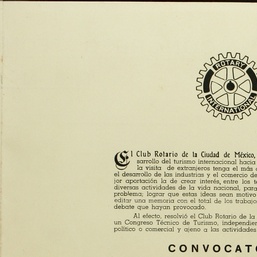 ROTARY
INTERNATIONAL
El Club Rotario de la Ciudad de México,
sarrollo del turismo internacional hacia
la visita de extranjeros tenga el más
el desarrollo de las industrias y el comercio de
jor aportación la de crear interés, entre los
diversas actividades de la vida nacional, para
problema; lograr que estas ideas sean
editar una memoria con el total de los trabajos
debate que hayan provocado.
Al efecto, resolvió el Club Rotario de la
un Congreso Técnico de Turismo,
político o comercial y ajeno a las actividades
CONVOCATO